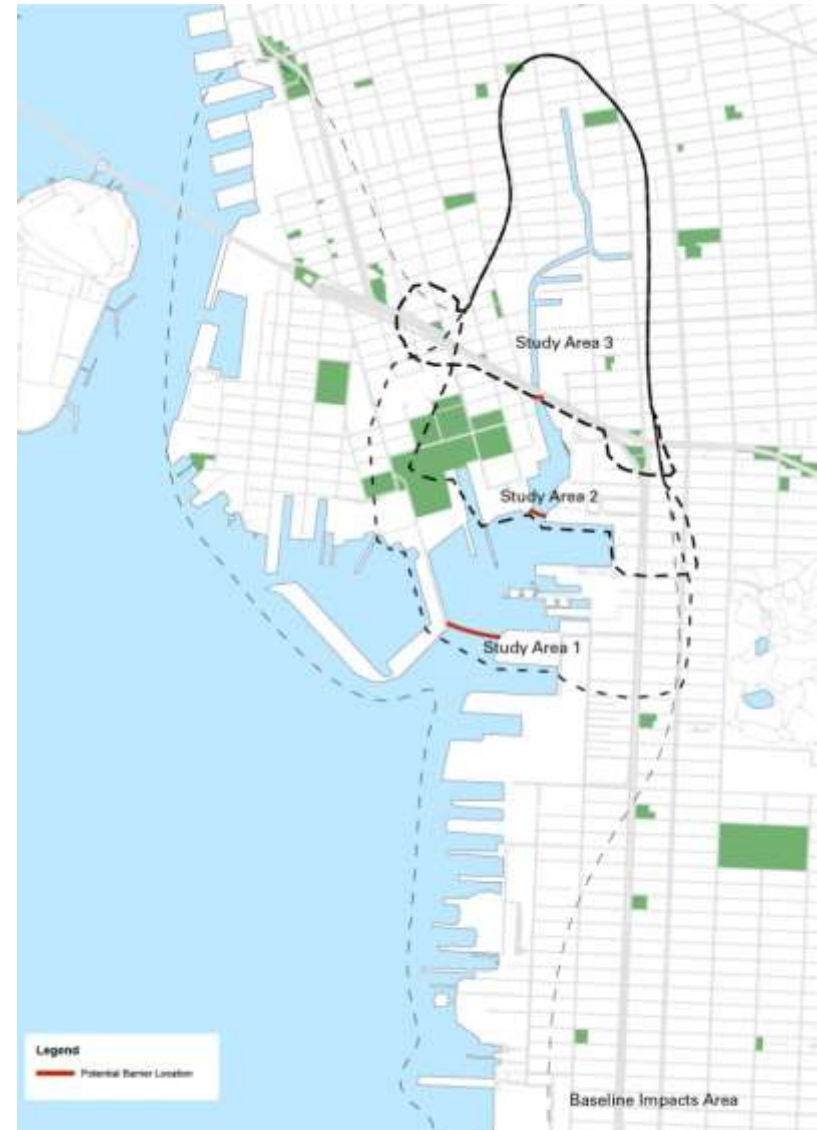 Study Area 3
Study Area 2
Study Area 1
Legend
Potential Barrier Location
Baseline Impacts Area